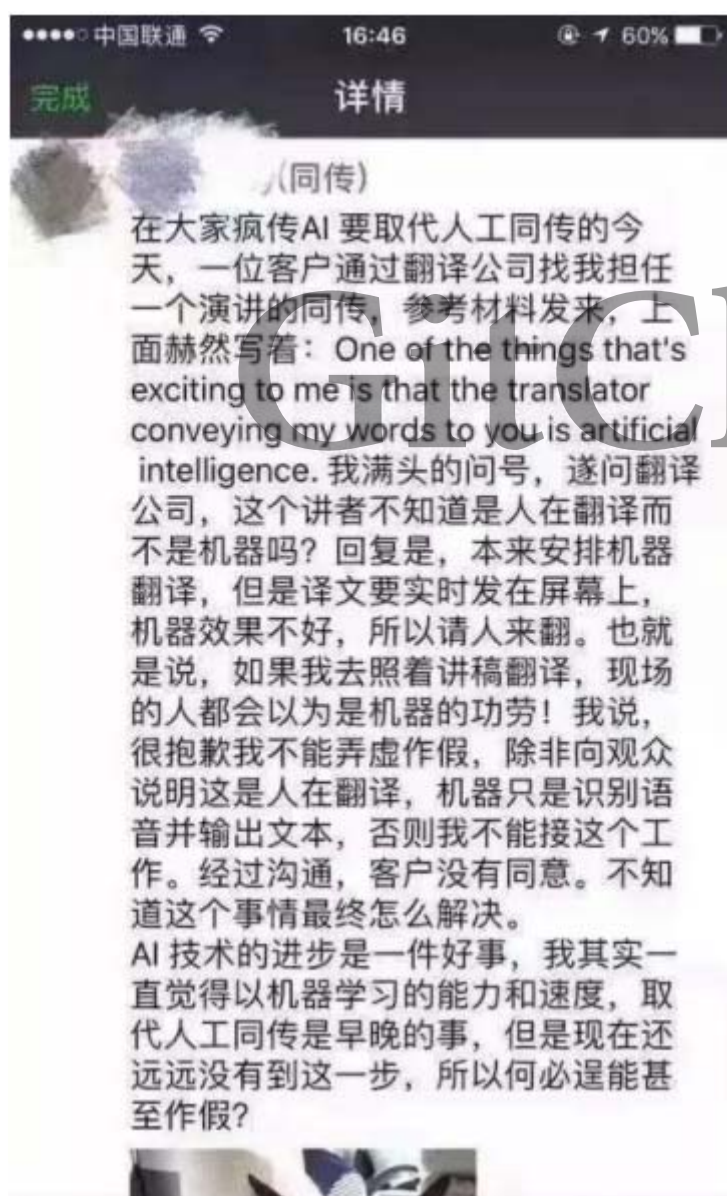 中国联通 16:46 60%
完成 详情
(同传)
在大家疯传AI 要取代人工同传的今
天，一位客户通过翻译公司找我担任
一个演讲的同传，参考材料发来，上
面赫然写着：One of the things that's
exciting to me is that the translator
conveying my words to you is artificial
intelligence. 我满头的问号，遂问翻译
公司，这个讲者不知道是人在翻译而
不是机器吗？回复是，本来安排机器
翻译，但是译文要实时发在屏幕上，
机器效果不好，所以请人来翻。也就
是说，如果我去照着讲稿翻译，现场
的人都会以为是机器的功劳！我说，
很抱歉我不能弄虚作假，除非向观众
说明这是人在翻译，机器只是识别语
音并输出文本，否则我不能接这个工
作。经过沟通，客户没有同意。不知
道这个事情最终怎么解决。
AI 技术的进步是一件好事，我其实一
直觉得以机器学习的能力和速度，取
代人工同传是早晚的事，但是现在还
远远没有到这一步，所以何必逞能甚
至作假？